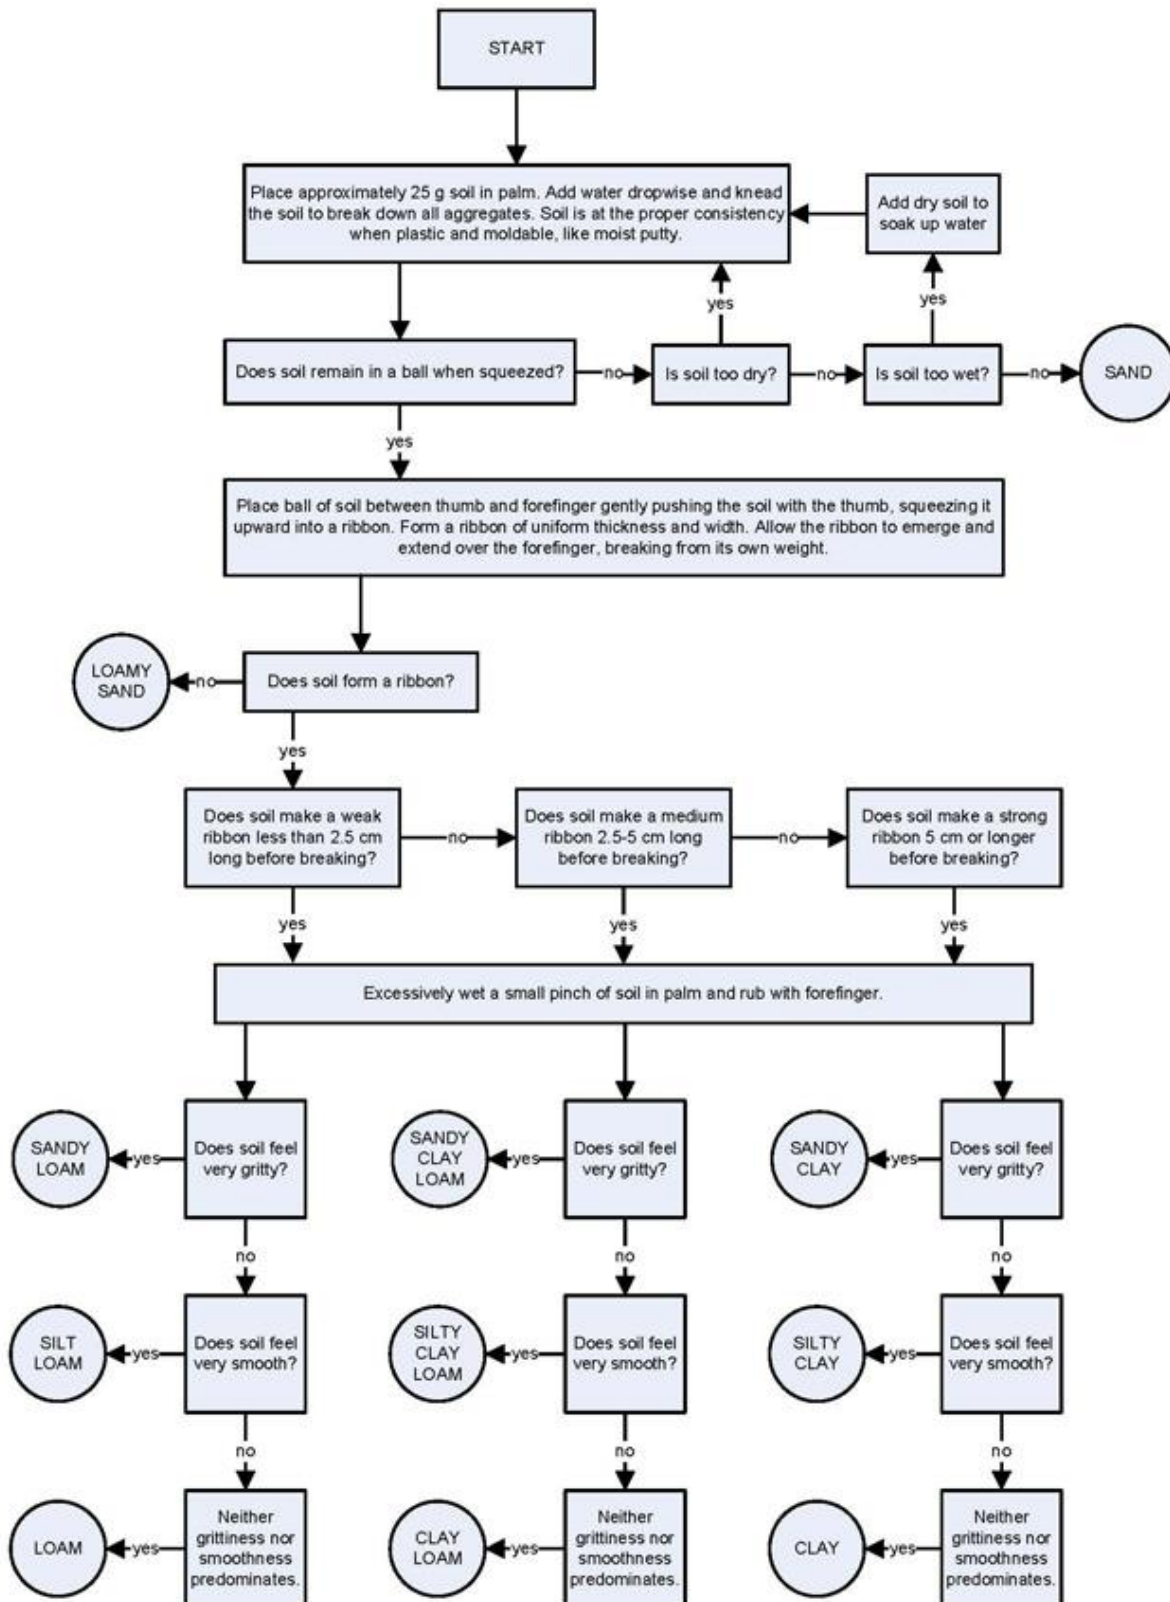 START
Place approximately 25 g soil in palm. Add water dropwise and knead
the soil to break down all aggregates. Soil is at the proper consistency
when plastic and moldable, like moist putty.
Add dry soil to
soak up water
yes
yes
Does soil remain in a ball when squeezed?
no
Is soil too dry?
no
Is soil too wet?
no
SAND
yes
Place ball of soil between thumb and forefinger gently pushing the soil with the thumb, squeezing it
upward into a ribbon. Form a ribbon of uniform thickness and width. Allow the ribbon to emerge and
extend over the forefinger, breaking from its own weight.
LOAMY
SAND
no
Does soil form a ribbon?
yes
Does soil make a weak
ribbon less than 2.5 cm
long before breaking?
no
Does soil make a medium
ribbon 2.5-5 cm long
before breaking?
no
Does soil make a strong
ribbon 5 cm or longer
before breaking?
yes
yes
yes
Excessively wet a small pinch of soil in palm and rub with forefinger.
SANDY
LOAM
yes
Does soil feel
very gritty?
SANDY
CLAY
LOAM
yes
Does soil feel
very gritty?
SANDY
CLAY
yes
Does soil feel
very gritty?
no
no
no
SILT
LOAM
yes
Does soil feel
very smooth?
SILTY
CLAY
LOAM
yes
Does soil feel
very smooth?
SILTY
CLAY
yes
Does soil feel
very smooth?
no
no
no
LOAM
yes
Neither
grittiness nor
smoothness
predominates.
CLAY
LOAM
yes
Neither
grittiness nor
smoothness
predominates.
CLAY
yes
Neither
grittiness nor
smoothness
predominates.